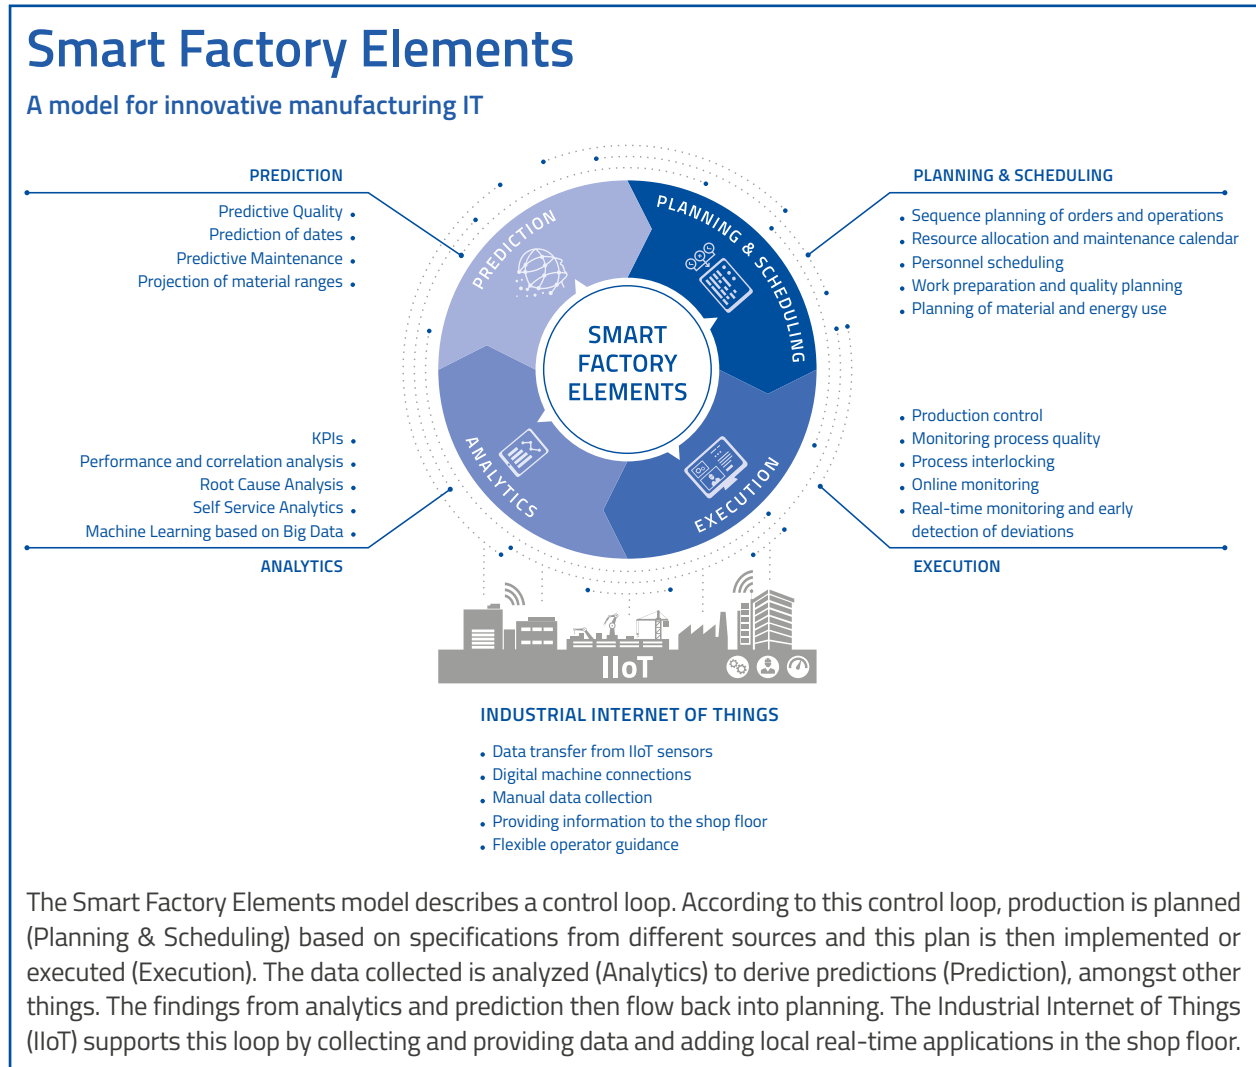 Smart Factory Elements
A model for innovative manufacturing IT
PREDICTION
Predictive Quality •
Prediction of dates •
Predictive Maintenance •
Projection of material ranges •
PLANNING & SCHEDULING
• Sequence planning of orders and operations
• Resource allocation and maintenance calendar
• Personnel scheduling
• Work preparation and quality planning
• Planning of material and energy use
PREDICTION
PLANNING & SCHEDULING
SMART
FACTORY
ELEMENTS
ANALYTICS
EXECUTION
KPIs •
Performance and correlation analysis •
Root Cause Analysis •
Self Service Analytics •
Machine Learning based on Big Data •
ANALYTICS
• Production control
• Monitoring process quality
• Process interlocking
• Online monitoring
• Real-time monitoring and early
detection of deviations
EXECUTION
IIoT
INDUSTRIAL INTERNET OF THINGS
• Data transfer from IIoT sensors
• Digital machine connections
• Manual data collection
• Providing information to the shop floor
• Flexible operator guidance
The Smart Factory Elements model describes a control loop. According to this control loop, production is planned
(Planning & Scheduling) based on specifications from different sources and this plan is then implemented or
executed (Execution). The data collected is analyzed (Analytics) to derive predictions (Prediction), amongst other
things. The findings from analytics and prediction then flow back into planning. The Industrial Internet of Things
(IIoT) supports this loop by collecting and providing data and adding local real-time applications in the shop floor.